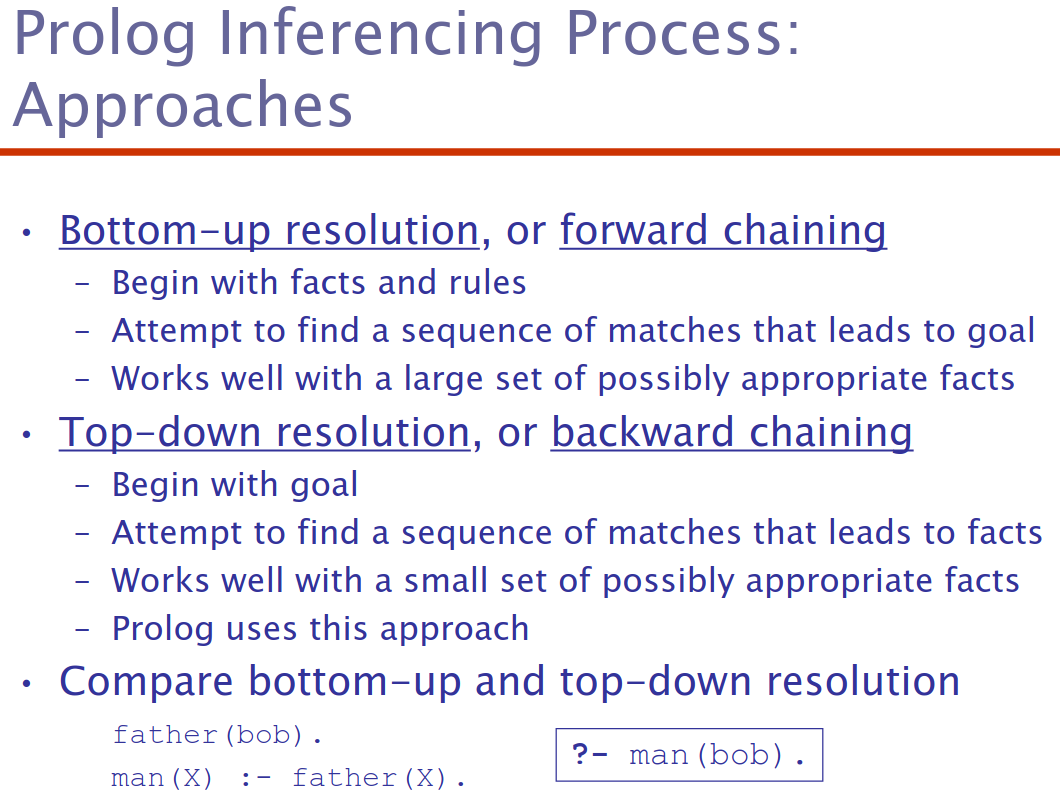 Prolog Inferencing Process:
Approaches
• Bottom-up resolution, or forward chaining
– Begin with facts and rules
– Attempt to find a sequence of matches that leads to goal
– Works well with a large set of possibly appropriate facts
• Top-down resolution, or backward chaining
– Begin with goal
– Attempt to find a sequence of matches that leads to facts
– Works well with a small set of possibly appropriate facts
– Prolog uses this approach
• Compare bottom-up and top-down resolution
father(bob).
man(X) :- father(X).
?- man(bob).